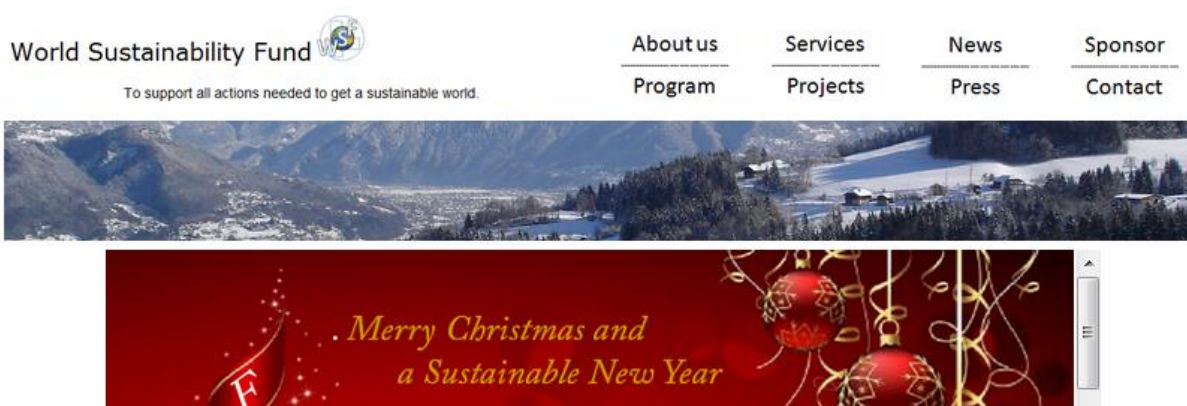 World Sustainability Fund WSF
To support all actions needed to get a sustainable world.
About us Services News Sponsor
Program Projects Press Contact
. Merry Christmas and
a Sustainable New Year
F